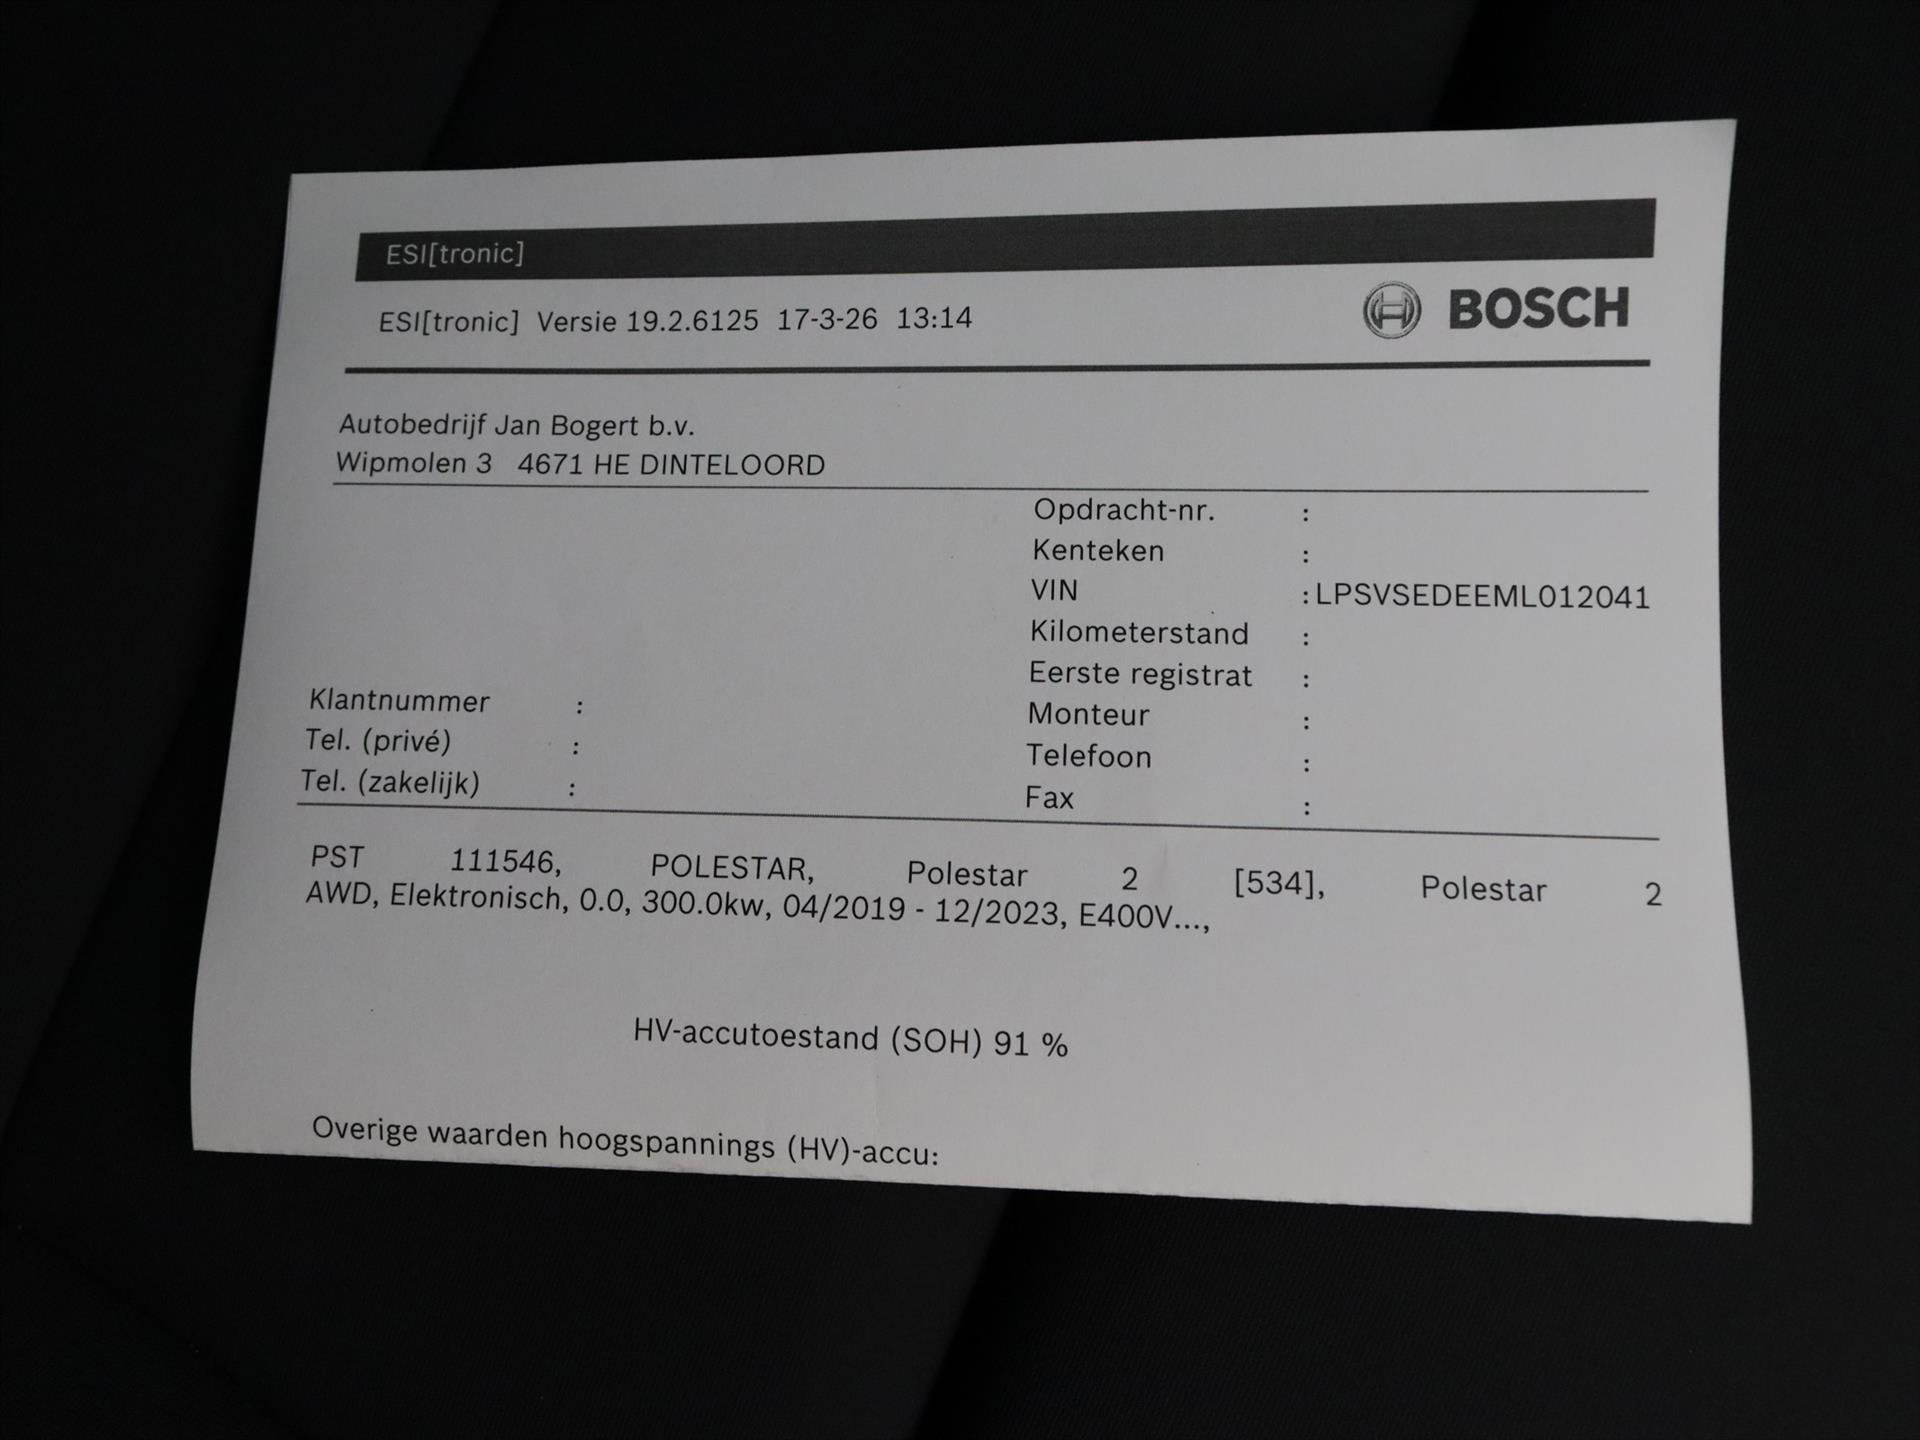 ESI[tronic]
ESI[tronic] Versie 19.2.6125 17-3-26 13:14
BOSCH
Autobedrijf Jan Bogert b.v.
Wipmolen 3 4671 HE DINTELOORD
Opdracht-nr. :
Kenteken :
VIN :LPSVSEDEEML012041
Kilometerstand :
Eerste registrat :
Klantnummer :
Monteur :
Tel. (privé) :
Telefoon :
Tel. (zakelijk) :
Fax :
PST 111546, POLESTAR, Polestar 2 [534], Polestar 2
AWD, Elektronisch, 0.0, 300.0kw, 04/2019 - 12/2023, E400V...,
HV-accutoestand (SOH) 91 %
Overige waarden hoogspannings (HV)-accu: